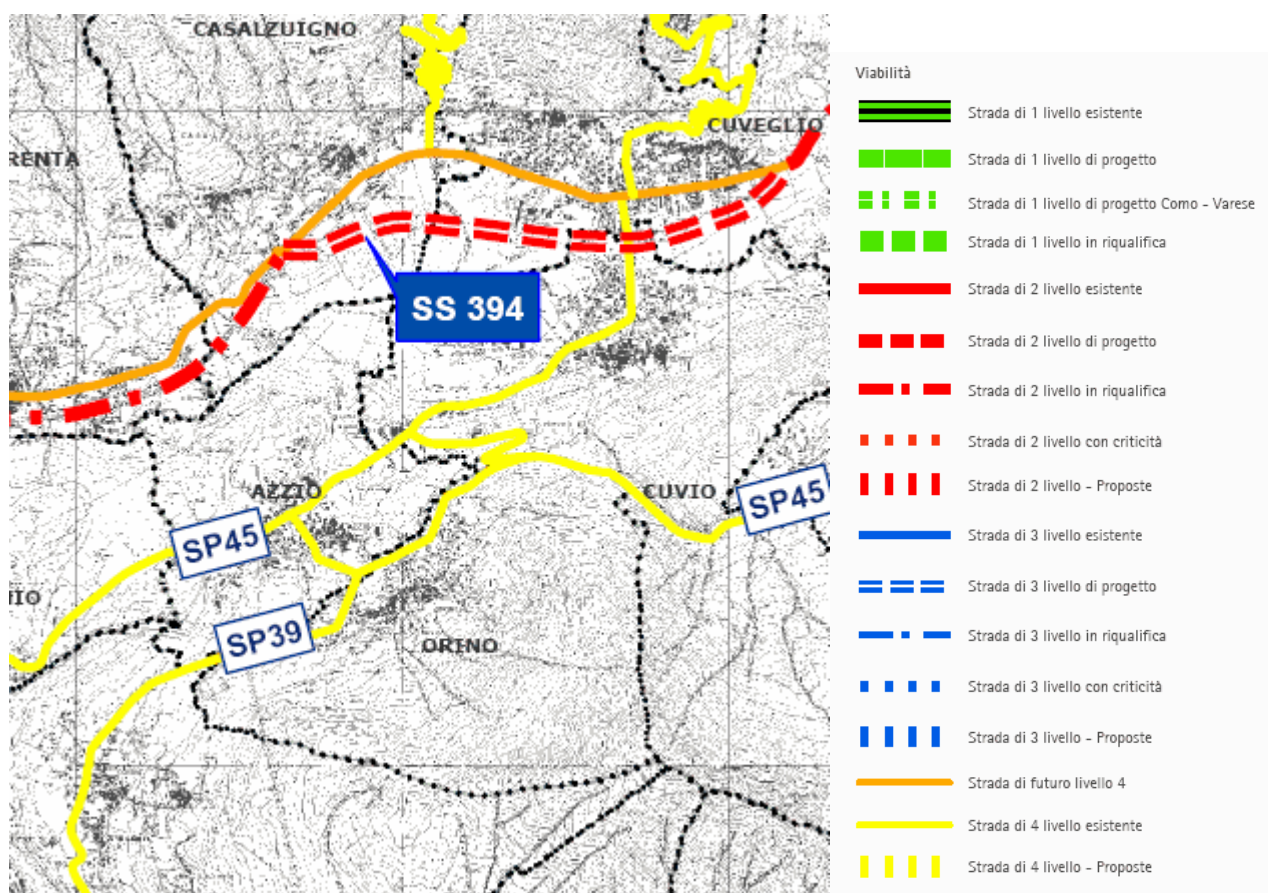 CASALZUIGNO
CUVEGLIO
RENTA
SS 394
AZZIO
CUVIO
SP45
SP45
IO
SP39
ORINO
Viabilità
Strada di 1 livello esistente
Strada di 1 livello di progetto
Strada di 1 livello di progetto Como - Varese
Strada di 1 livello in riqualifica
Strada di 2 livello esistente
Strada di 2 livello di progetto
Strada di 2 livello in riqualifica
Strada di 2 livello con criticità
Strada di 2 livello - Proposte
Strada di 3 livello esistente
Strada di 3 livello di progetto
Strada di 3 livello in riqualifica
Strada di 3 livello con criticità
Strada di 3 livello - Proposte
Strada di futuro livello 4
Strada di 4 livello esistente
Strada di 4 livello - Proposte